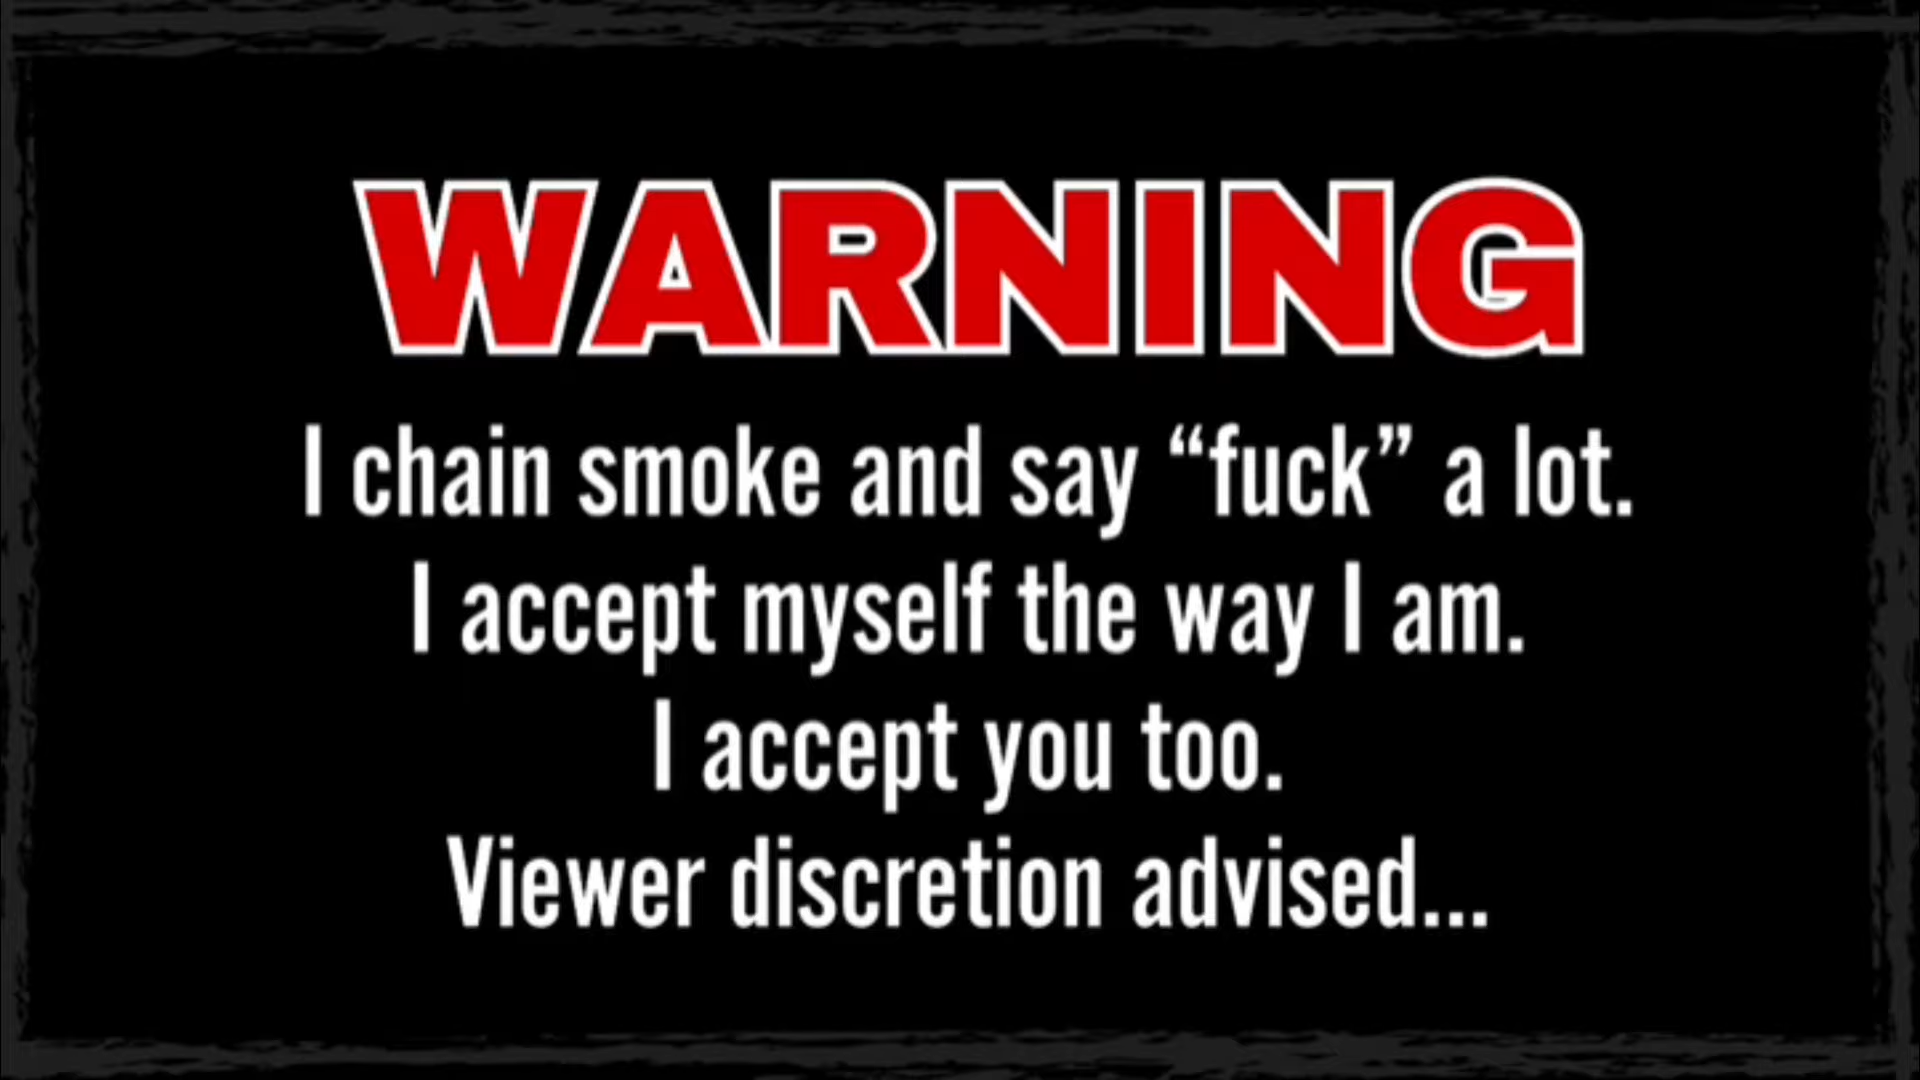 WARNING
I chain smoke and say “fuck” a lot.
I accept myself the way I am.
I accept you too.
Viewer discretion advised...